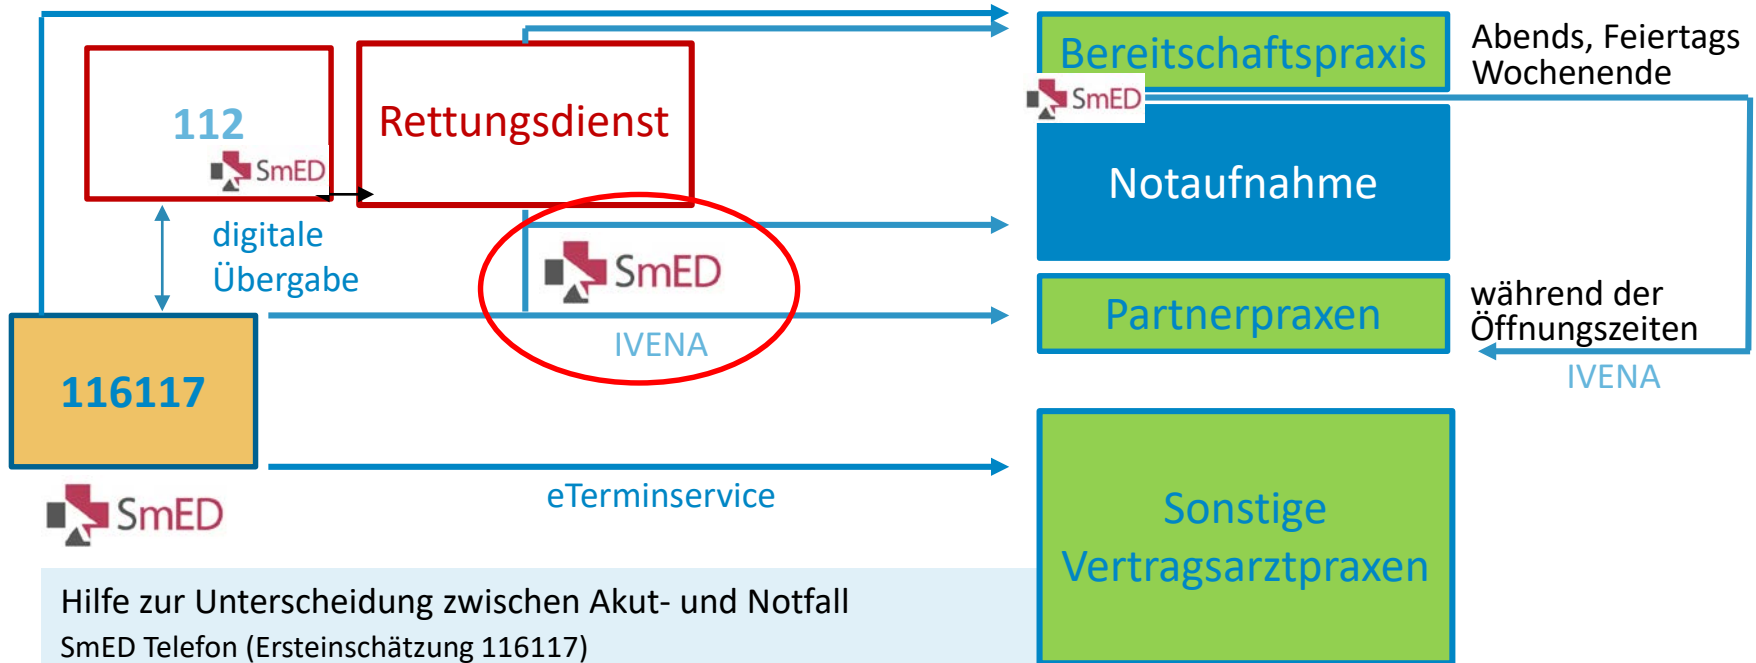 112
SmED
Rettungsdienst
Bereitschaftspraxis
Abends, Feiertags
Wochenende
SmED
Notaufnahme
digitale
Übergabe
SmED
IVENA
Partnerpraxen
während der
Öffnungszeiten
IVENA
116117
SmED
eTerminservice
Sonstige
Vertragsarztpraxen
Hilfe zur Unterscheidung zwischen Akut- und Notfall
SmED Telefon (Ersteinschätzung 116117)